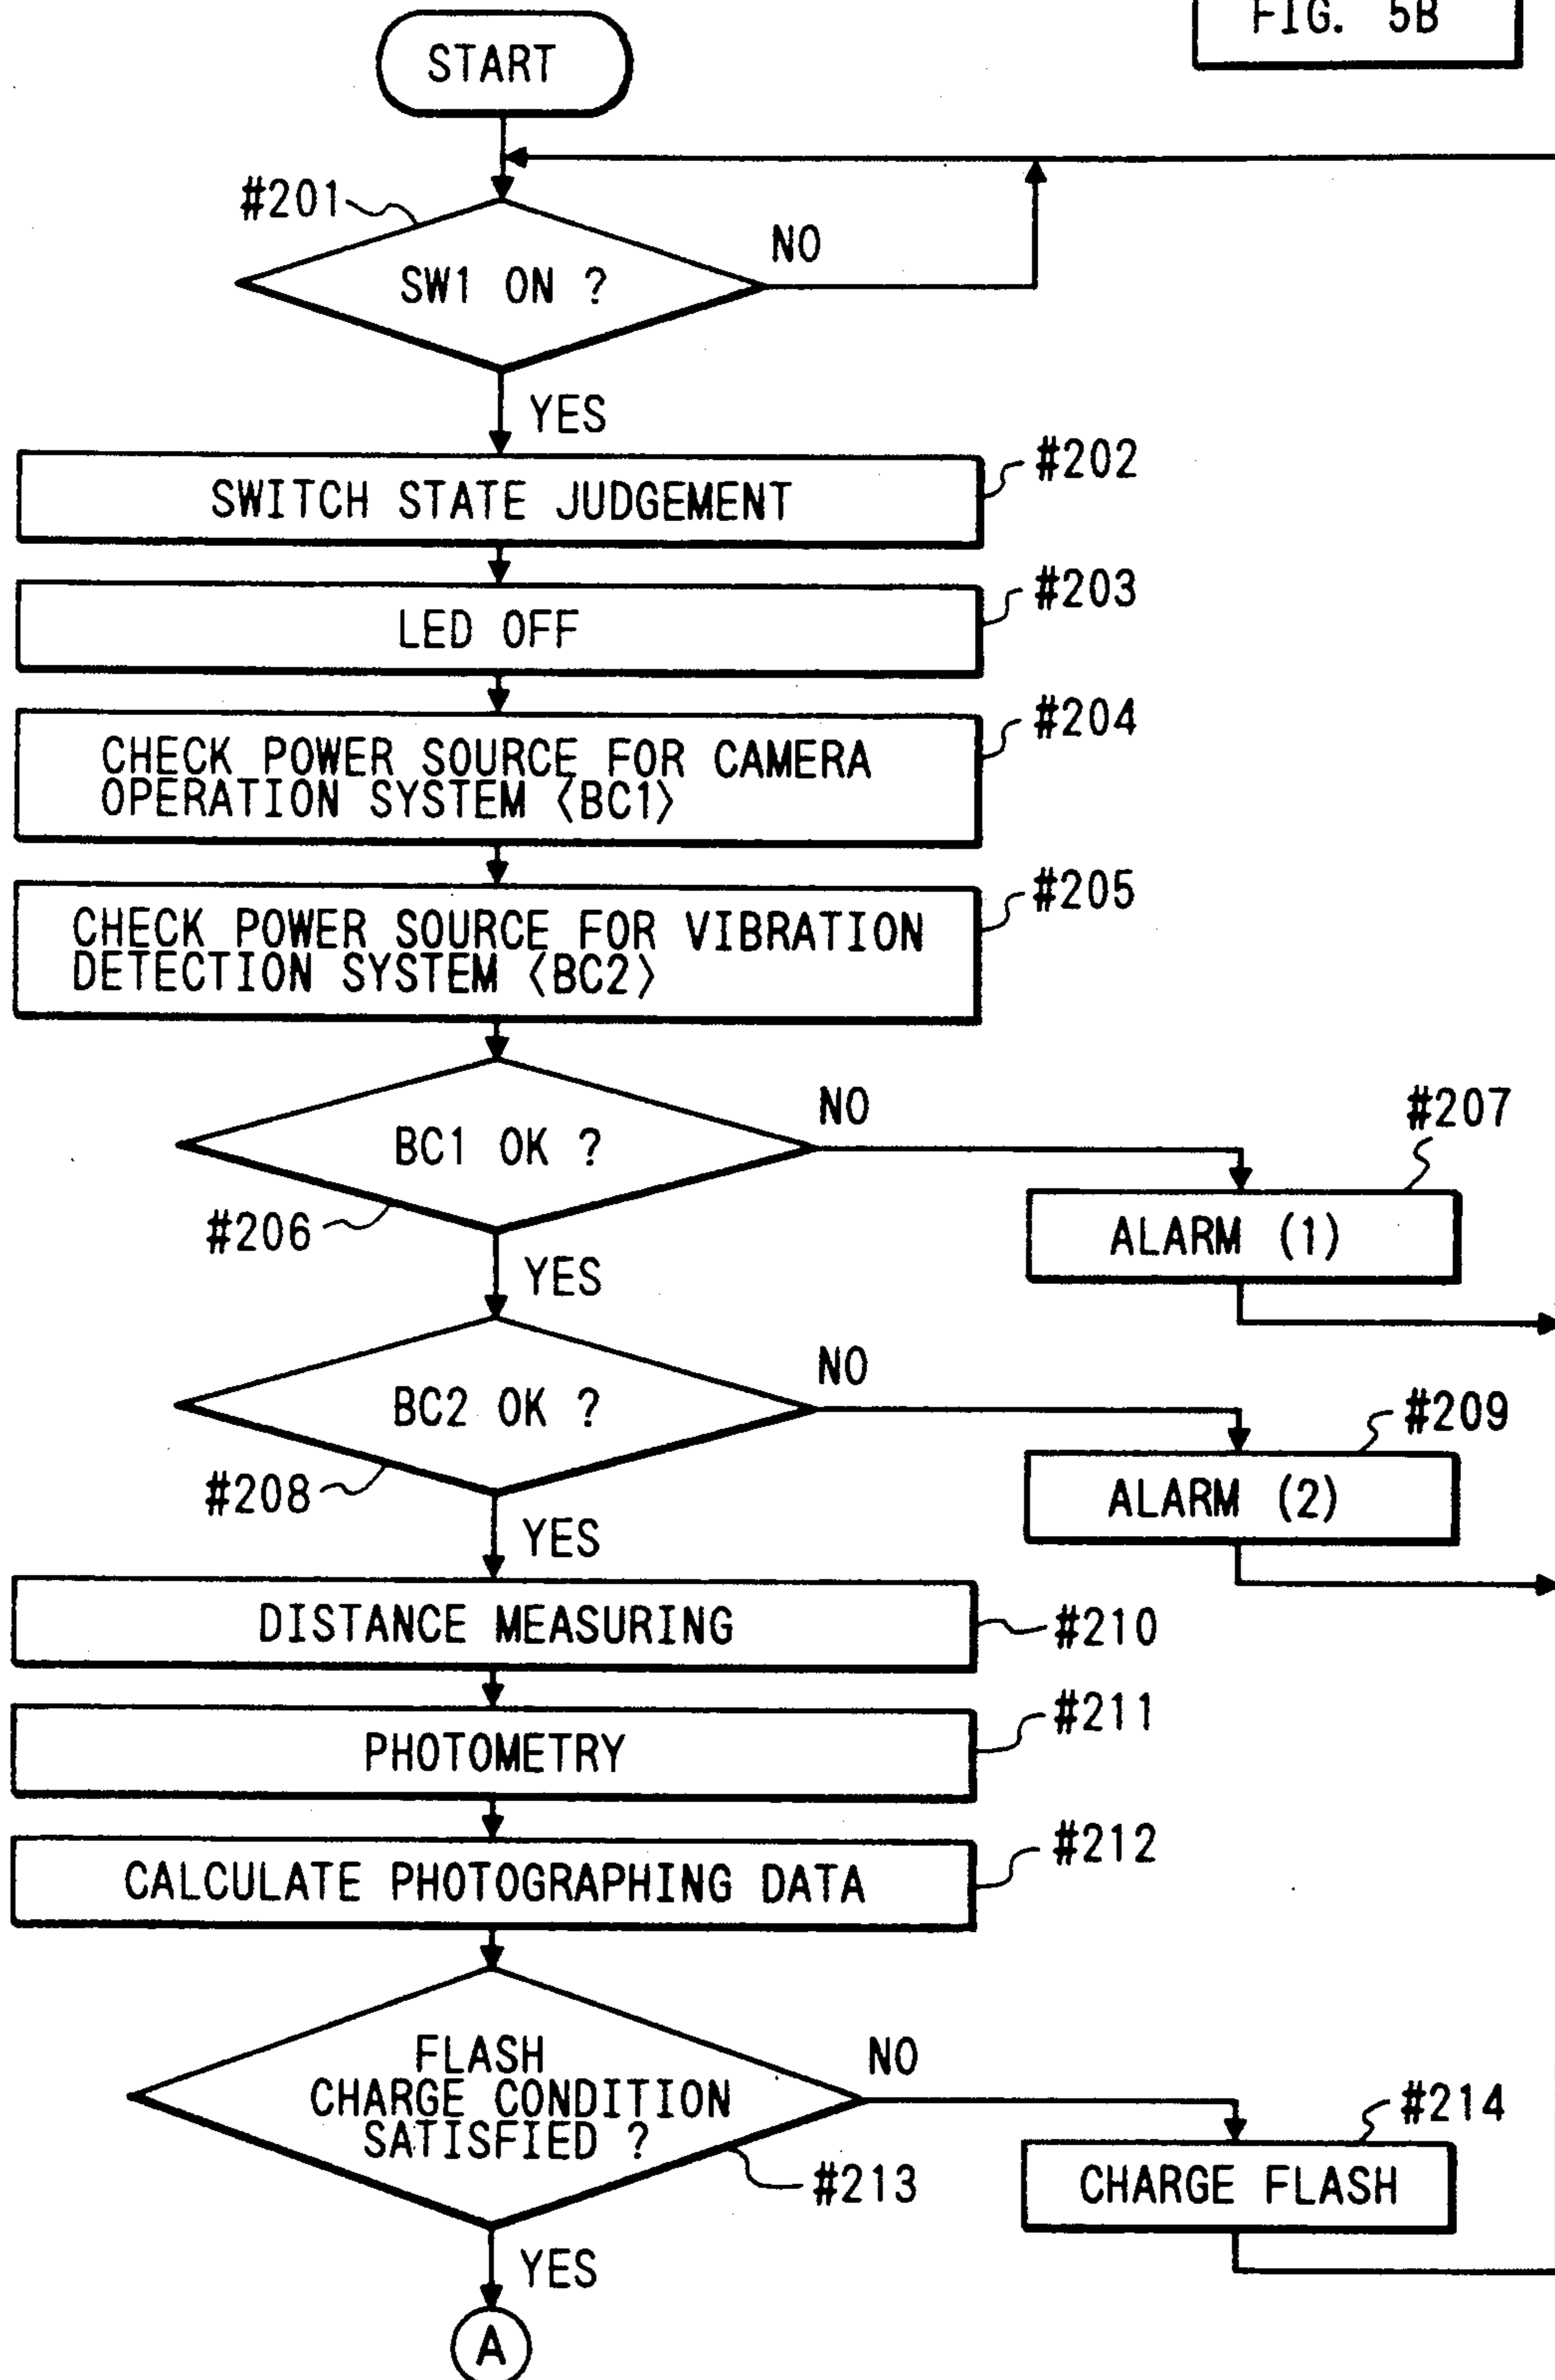 FIG. 5B
START
#201
SW1 ON ?
NO
YES
#202
SWITCH STATE JUDGEMENT
#203
LED OFF
#204
CHECK POWER SOURCE FOR CAMERA
OPERATION SYSTEM 〈BC1〉
#205
CHECK POWER SOURCE FOR VIBRATION
DETECTION SYSTEM 〈BC2〉
NO
#207
BC1 OK ?
#206
ALARM (1)
YES
NO
BC2 OK ?
#209
#208
ALARM (2)
YES
DISTANCE MEASURING
#210
#211
PHOTOMETRY
#212
CALCULATE PHOTOGRAPHING DATA
FLASH
CHARGE CONDITION
SATISFIED ?
NO
#214
#213
CHARGE FLASH
YES
A